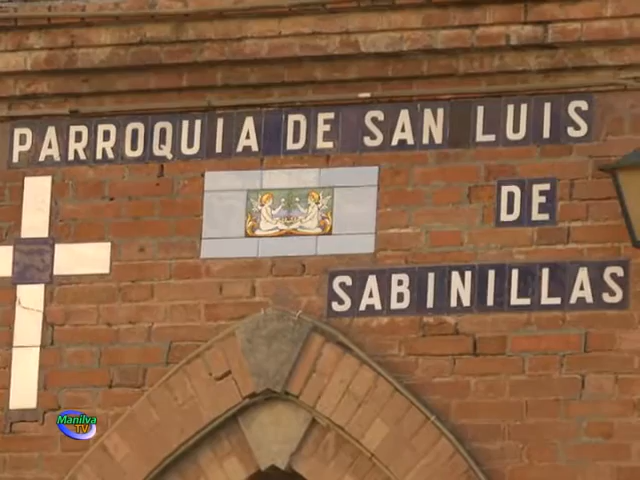 PARROQUIA DE SAN LUIS
DE
SABINILLAS
Manilva
TV